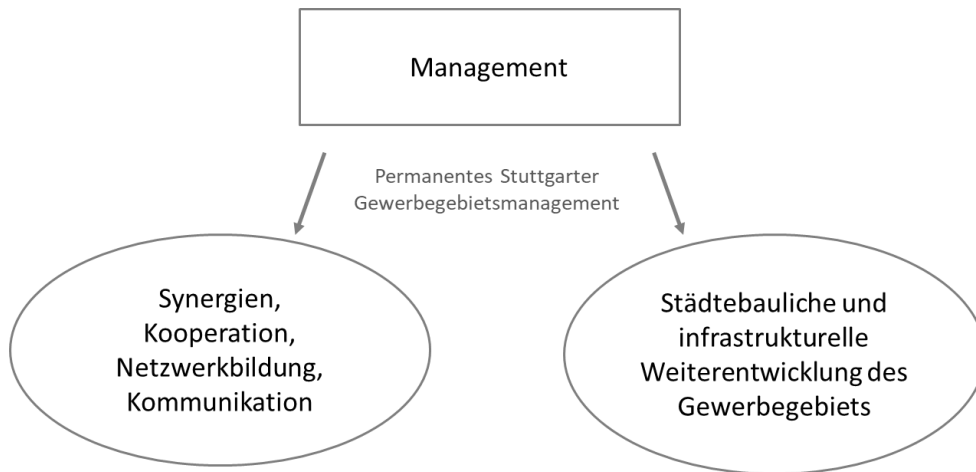 Management
Permanentes Stuttgarter
Gewerbegebietsmanagement
Synergien,
Kooperation,
Netzwerkbildung,
Kommunikation
Städtebauliche und
infrastrukturelle
Weiterentwicklung des
Gewerbegebiets